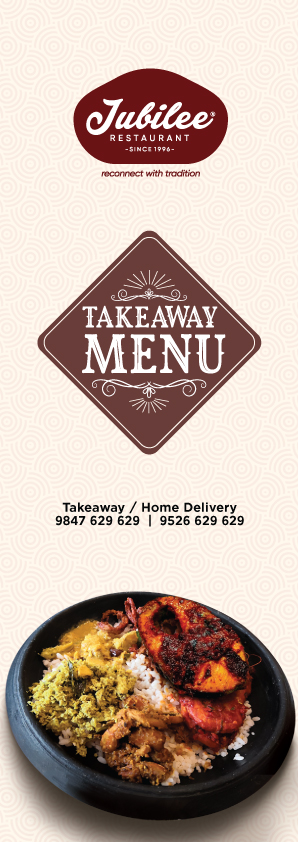 Jubilee®
RESTAURANT
-SINCE 1996-
reconnect with tradition
TAKEAWAY
MENU
Takeaway / Home Delivery
9847 629 629 | 9526 629 629